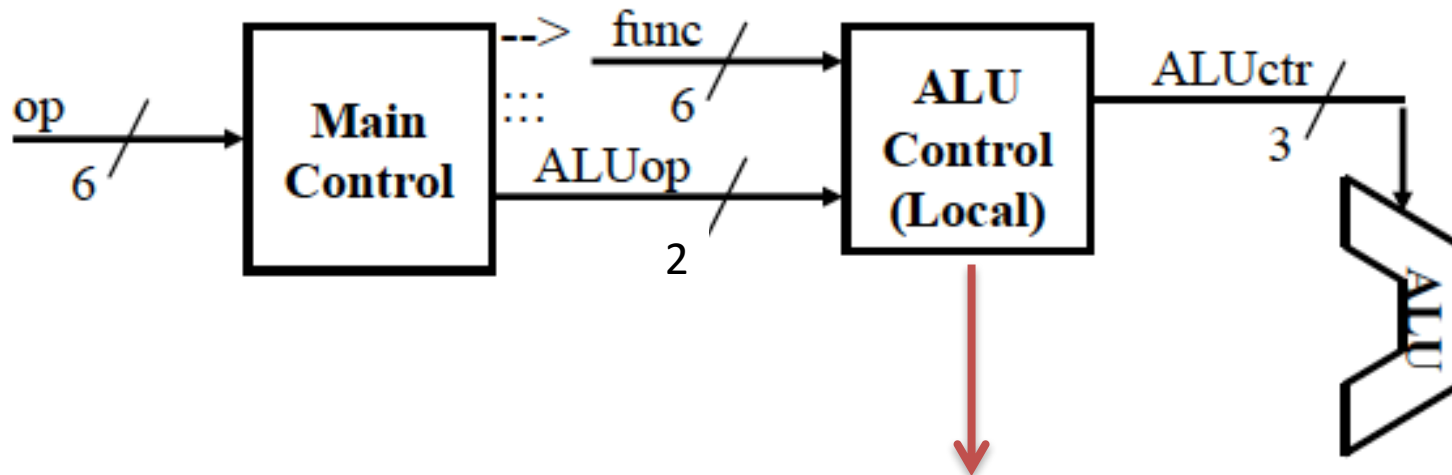 op
6
Main
Control
-->
:::
func
6
ALUop
2
ALU
Control
(Local)
ALUctr
3
ALU